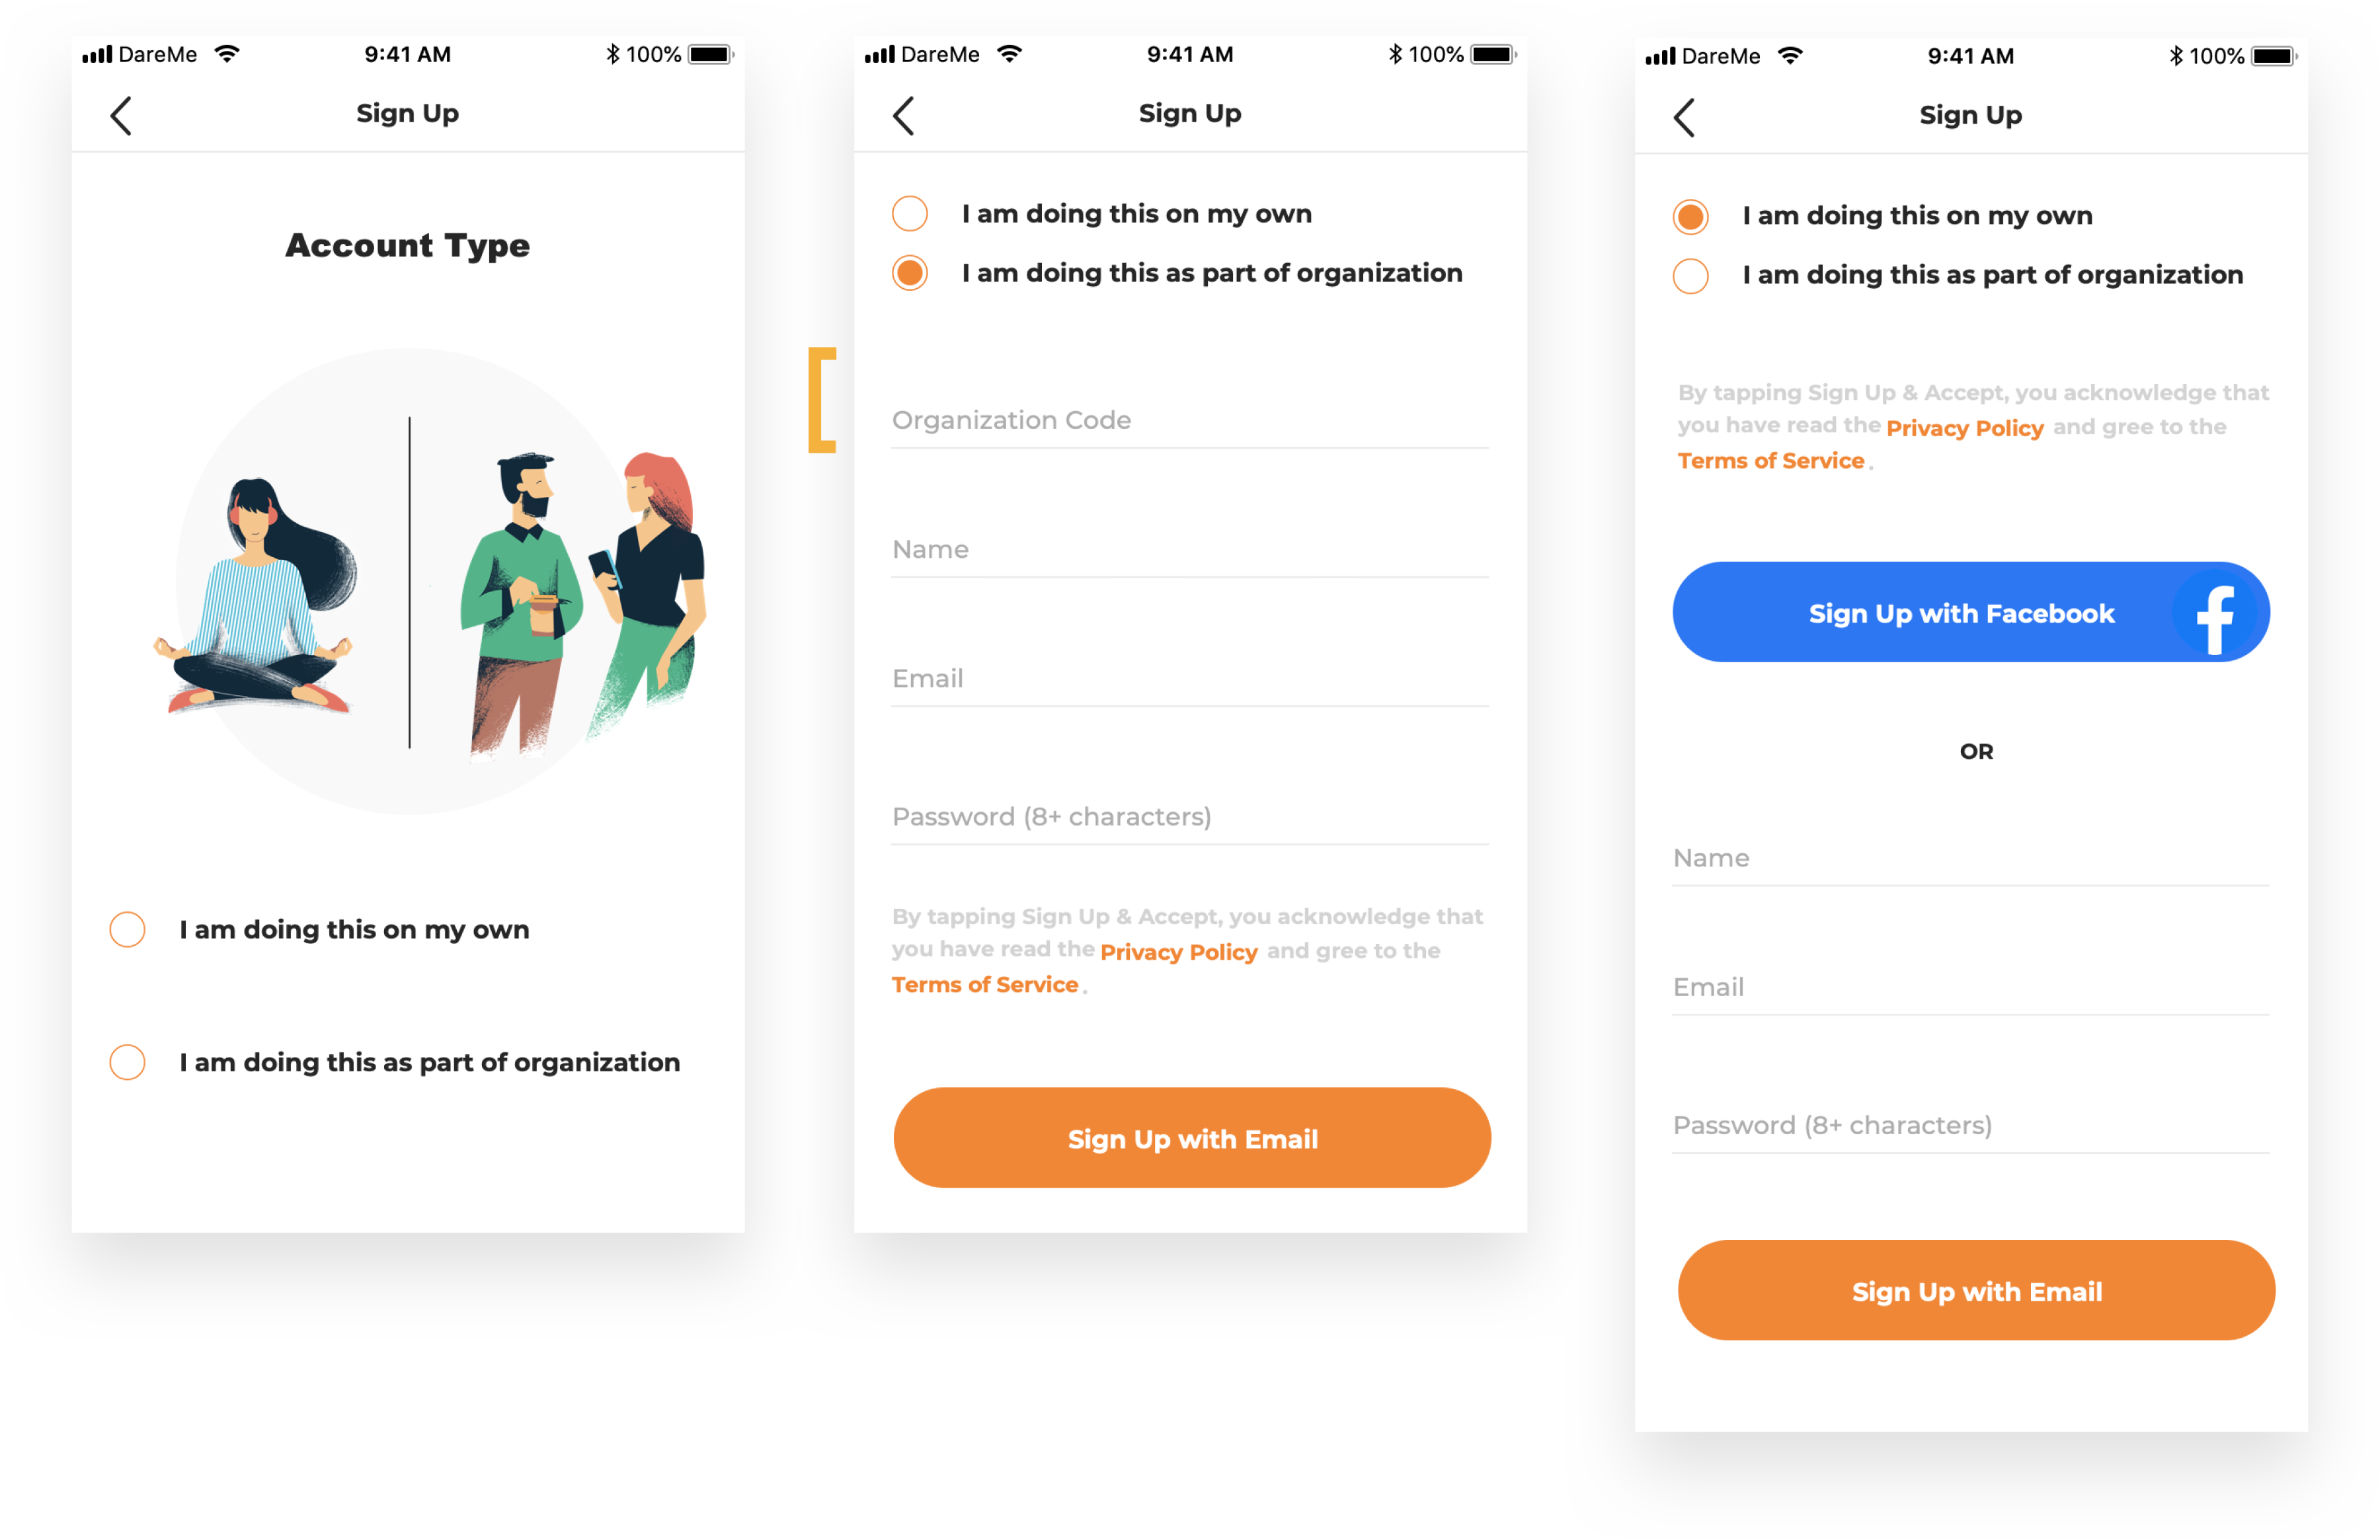 DareMe 9:41 AM 100%
Sign Up
Account Type
I am doing this on my own
I am doing this as part of organization
DareMe 9:41 AM 100%
Sign Up
I am doing this on my own
I am doing this as part of organization
Organization Code
Name
Email
Password (8+ characters)
By tapping Sign Up & Accept, you acknowledge that
you have read the Privacy Policy and gree to the
Terms of Service.
Sign Up with Email
DareMe 9:41 AM 100%
Sign Up
I am doing this on my own
I am doing this as part of organization
By tapping Sign Up & Accept, you acknowledge that
you have read the Privacy Policy and gree to the
Terms of Service.
Sign Up with Facebook
OR
Name
Email
Password (8+ characters)
Sign Up with Email